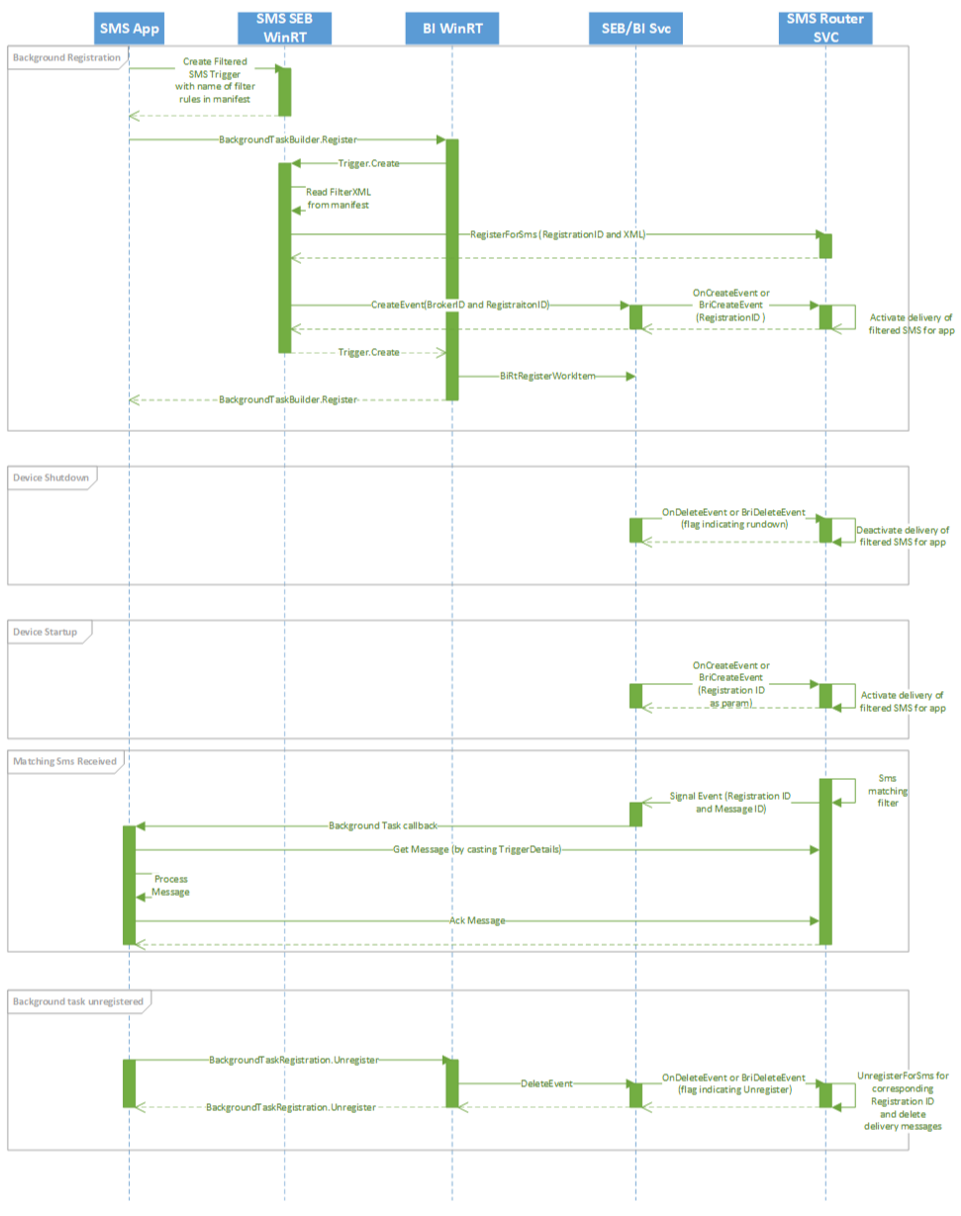 SMS App
SMS SEB
WinRT
BI WinRT
SEB/BI Svc
SMS Router
SVC
Background Registration
Create Filtered
SMS Trigger
with name of filter
rules in manifest
BackgroundTaskBuilder.Register
Trigger.Create
Read FilterXML
from manifest
RegisterForSms (RegistrationID and XML)
CreateEvent(BrokerID and RegistraitonID)
OnCreateEvent or
BriCreateEvent
(RegistrationID )
Activate delivery of
filtered SMS for app
Trigger.Create
BiRtRegisterWorkItem
BackgroundTaskBuilder.Register
Device Shutdown
OnDeleteEvent or BriDeleteEvent
(flag indicating rundown)
Deactivate delivery of
filtered SMS for app
Device Startup
OnCreateEvent or
BriCreateEvent
(Registration ID
as param)
Activate delivery of
filtered SMS for app
Matching Sms Received
Sms
matching
filter
Signal Event (Registration ID
and Message ID)
Background Task callback
Get Message (by casting TriggerDetails)
Process
Message
Ack Message
Background task unregistered
BackgroundTaskRegistration.Unregister
DeleteEvent
OnDeleteEvent or BriDeleteEvent
(flag indicating Unregister)
UnregisterForSms for
corresponding
Registration ID
and delete
delivery messages
BackgroundTaskRegistration.Unregister